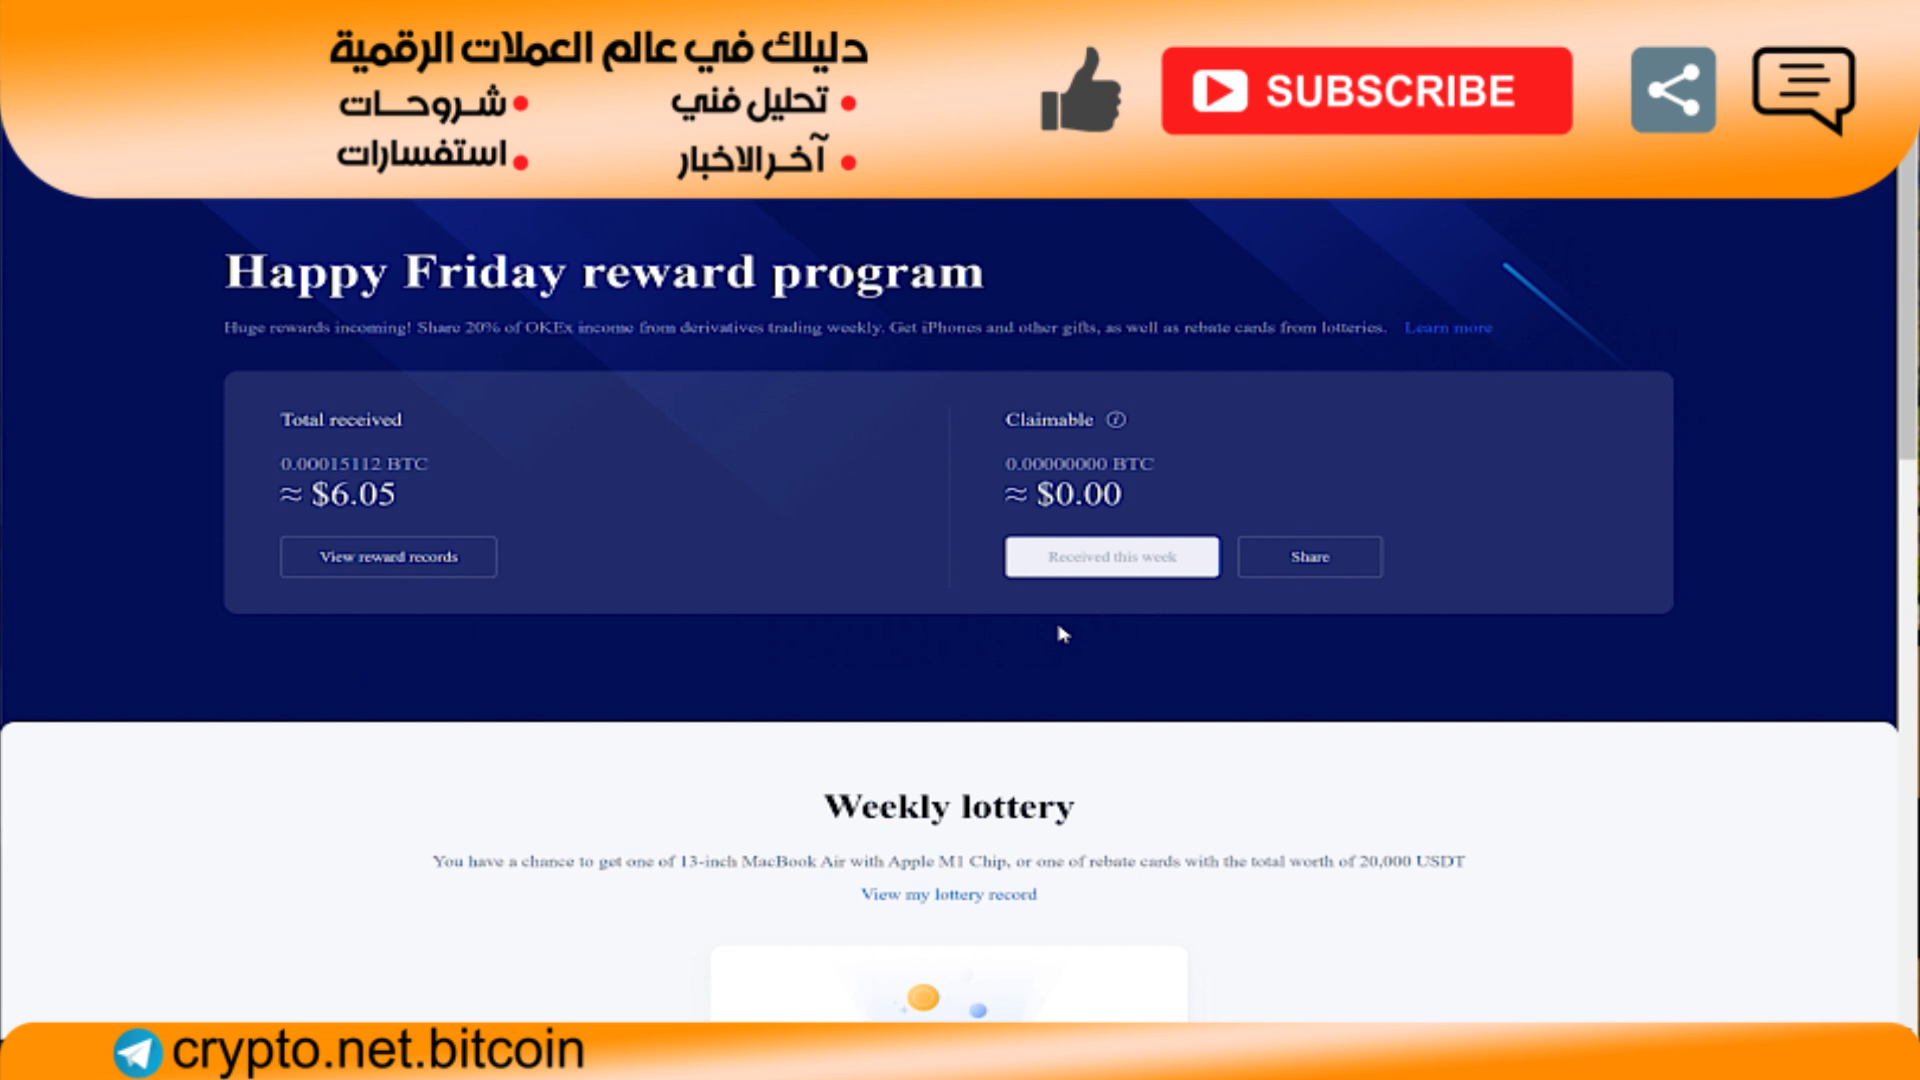 دليلك في عالم العملات الرقمية
• تحليل فني
• شروحات
• آخر الاخبار
• استفسارات
SUBSCRIBE
Happy Friday reward program
Huge rewards incoming! Share 20% of OKEx income from derivatives trading weekly. Get iPhones and other gifts, as well as rebate cards from lotteries. Learn more
Total received
0.00015112 BTC
≈ $6.05
View reward records
Claimable
0.00000000 BTC
≈ $0.00
Received this week
Share
Weekly lottery
You have a chance to get one of 13-inch MacBook Air with Apple M1 Chip, or one of rebate cards with the total worth of 20,000 USDT
View my lottery record
crypto.net.bitcoin